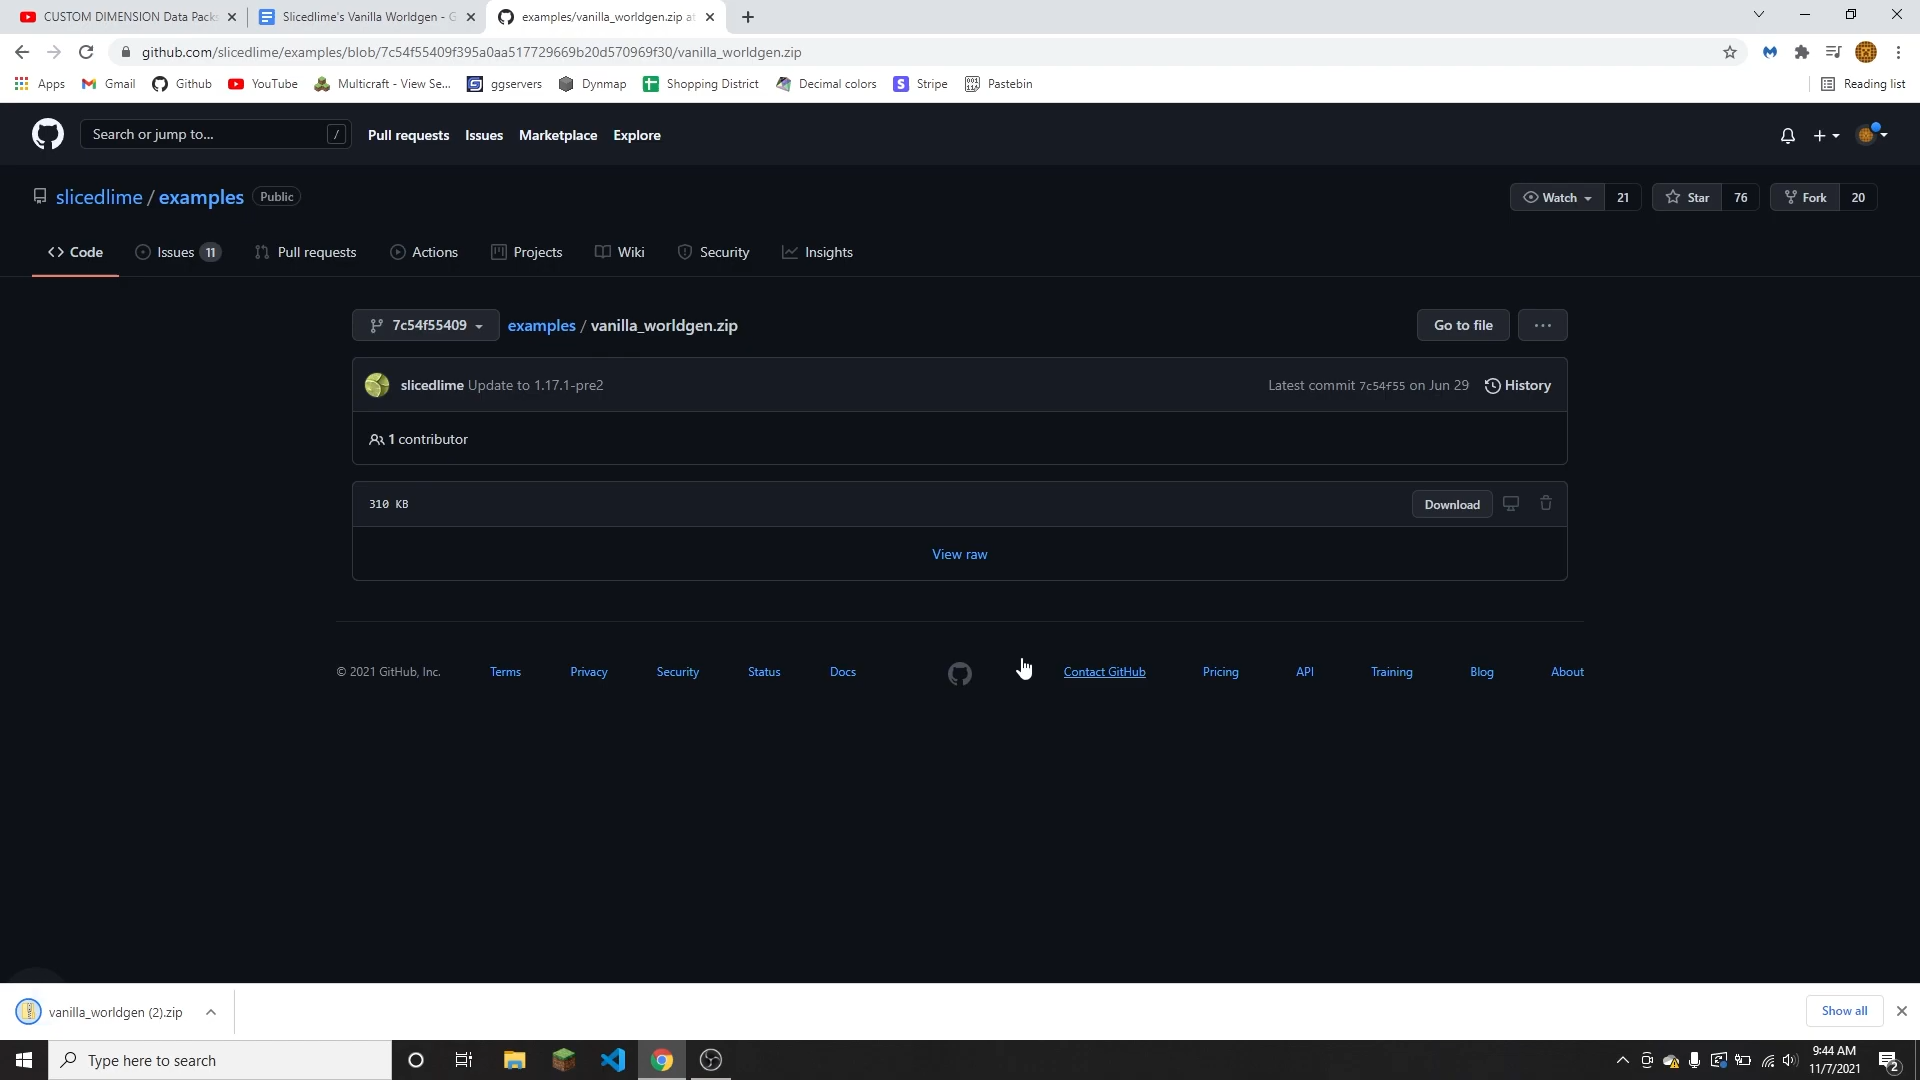 CUSTOM DIMENSION Data Pack
Slicedlime's Vanilla Worldgen - G
examples/vanilla_worldgen.zip at
github.com/slicedlime/examples/blob/7c54f55409f395a0aa517729669b20d570969f30/vanilla_worldgen.zip
Apps
Gmail
Github
YouTube
Multicraft - View Se...
ggservers
Dynmap
Shopping District
Decimal colors
Stripe
Pastebin
Reading list
Search or jump to...
/
Pull requests
Issues
Marketplace
Explore
slicedlime / examples
Public
Watch
21
Star
76
Fork
20
Code
Issues 11
Pull requests
Actions
Projects
Wiki
Security
Insights
7c54f55409
examples / vanilla_worldgen.zip
Go to file
...
slicedlime Update to 1.17.1-pre2
Latest commit 7c54f55 on Jun 29
History
1 contributor
310 KB
Download
View raw
© 2021 GitHub, Inc.
Terms
Privacy
Security
Status
Docs
Contact GitHub
Pricing
API
Training
Blog
About
vanilla_worldgen (2).zip
Show all
Type here to search
9:44 AM
11/7/2021
2